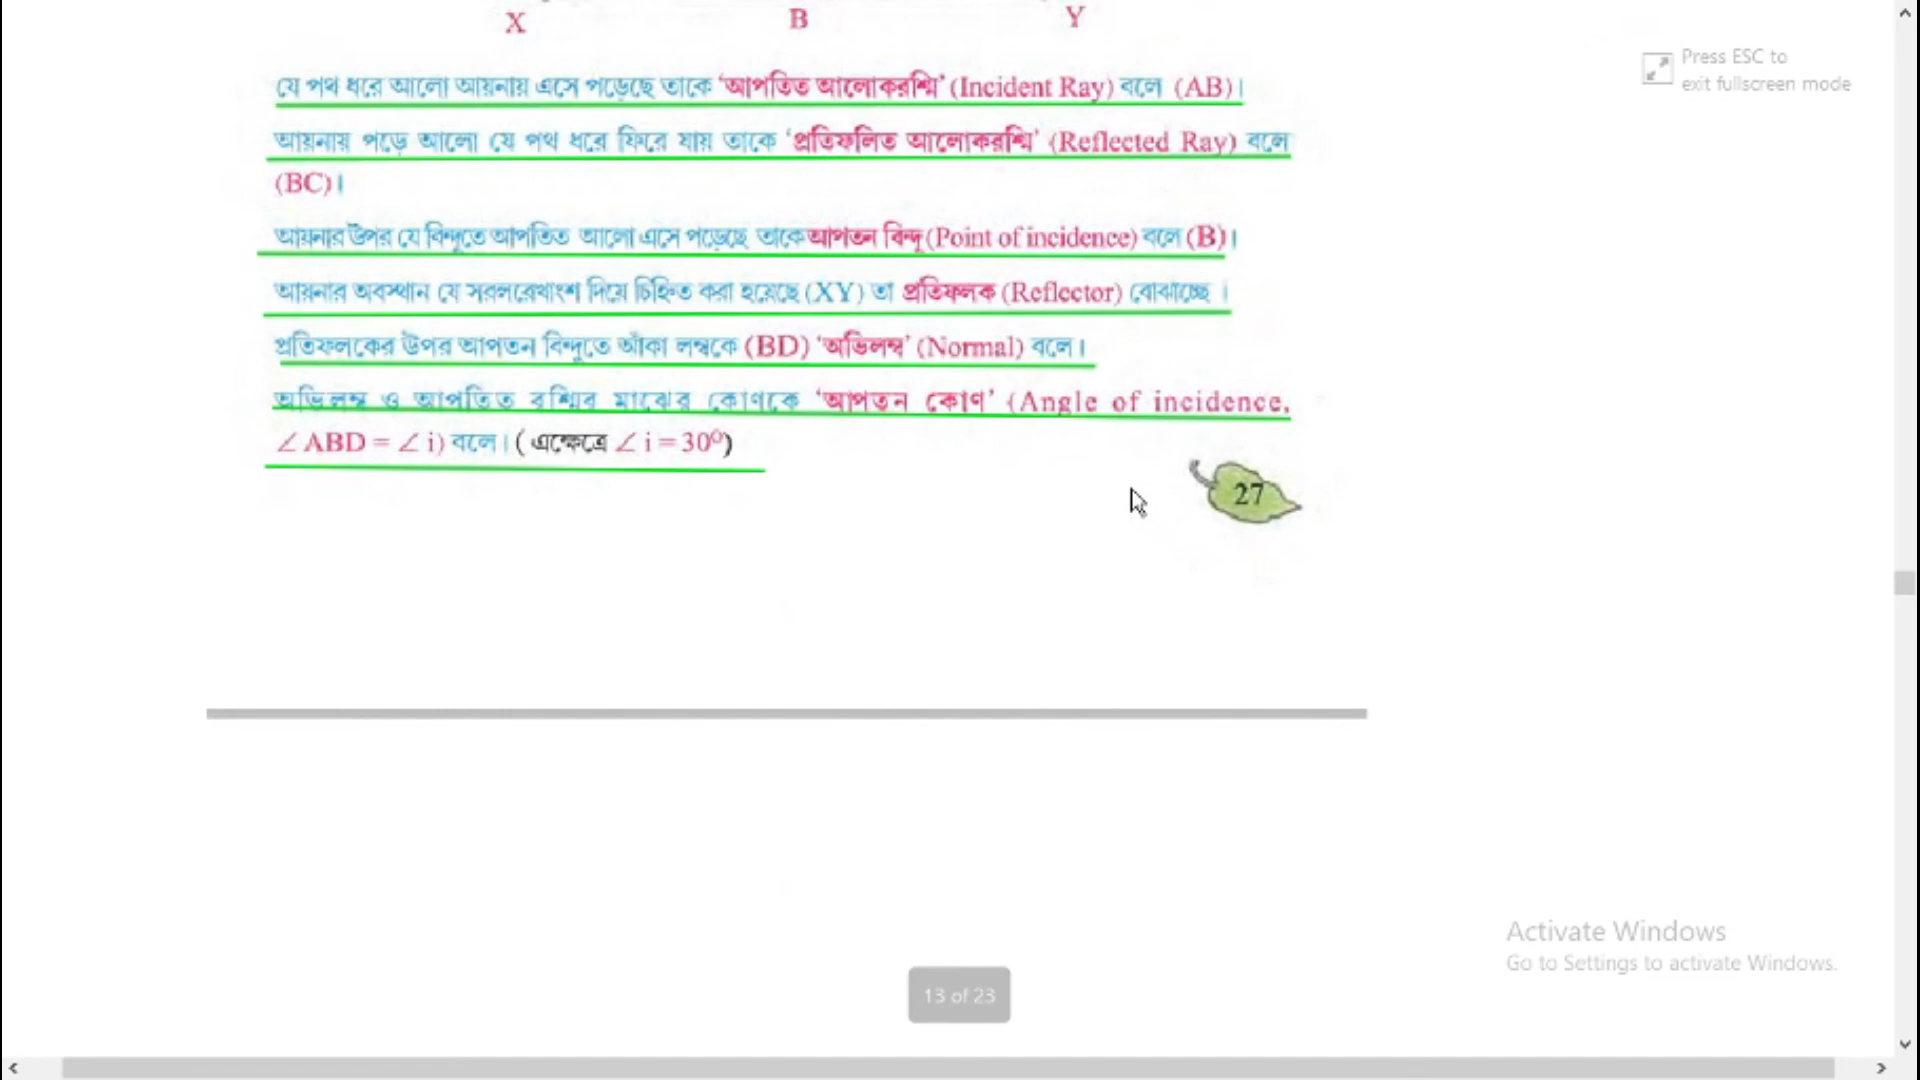 X B Y
Press ESC to
exit fullscreen mode
যে পথ ধরে আলো আয়নায় এসে পড়েছে তাকে ‘আপতিত আলোকরশ্মি’ (Incident Ray) বলে (AB)।
আয়নায় পড়ে আলো যে পথ ধরে ফিরে যায় তাকে ‘প্রতিফলিত আলোকরশ্মি’ (Reflected Ray) বলে
(BC)।
আয়নার উপর যে বিন্দুতে আপতিত আলো এসে পড়েছে তাকে আপতন বিন্দু (Point of incidence) বলে (B)।
আয়নার অবস্থান যে সরলরেখাংশ দিয়ে চিহ্নিত করা হয়েছে (XY) তা প্রতিফলক (Reflector) বোঝাচ্ছে।
প্রতিফলকের উপর আপতন বিন্দুতে আঁকা লম্বকে (BD) ‘অভিলম্ব’ (Normal) বলে।
অভিলম্ব ও আপতিত রশ্মির মাঝের কোণকে ‘আপতন কোণ’ (Angle of incidence,
∠ABD = ∠i) বলে। (এক্ষেত্রে ∠i = 30⁰)
27
Activate Windows
Go to Settings to activate Windows.
13 of 23